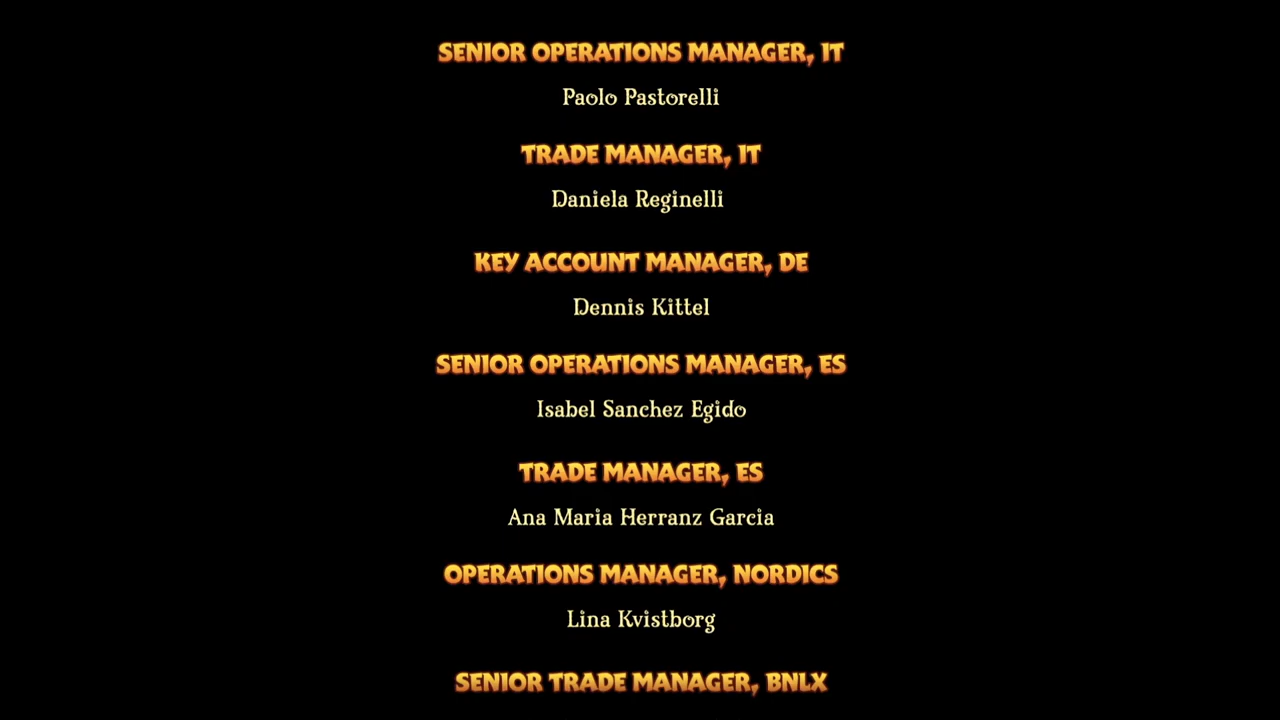 SENIOR OPERATIONS MANAGER, IT
Paolo Pastorelli
TRADE MANAGER, IT
Daniela Reginelli
KEY ACCOUNT MANAGER, DE
Dennis Kittel
SENIOR OPERATIONS MANAGER, ES
Isabel Sanchez Egido
TRADE MANAGER, ES
Ana Maria Herranz Garcia
OPERATIONS MANAGER, NORDICS
Lina Kvistborg
SENIOR TRADE MANAGER, BNLX